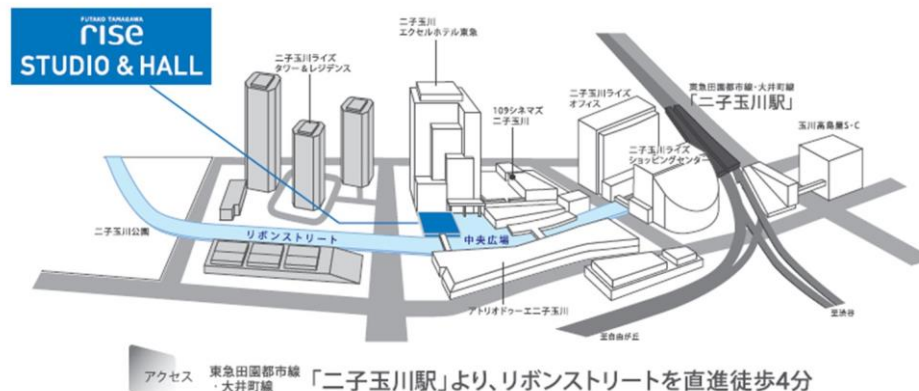 FUTAKO TAMAGAWA
rise
STUDIO & HALL
二子玉川ライズ
タワー&レジデンス
二子玉川
エクセルホテル東急
109シネマズ
二子玉川
二子玉川ライズ
オフィス
東急田園都市線・大井町線
「二子玉川駅」
二子玉川ライズ
ショッピングセンター
玉川高島屋S・C
二子玉川公園
リボンストリート
中央広場
アトリオドゥーエ二子玉川
至自由が丘
至渋谷
アクセス
東急田園都市線
・大井町線
「二子玉川駅」より、リボンストリートを直進徒歩4分